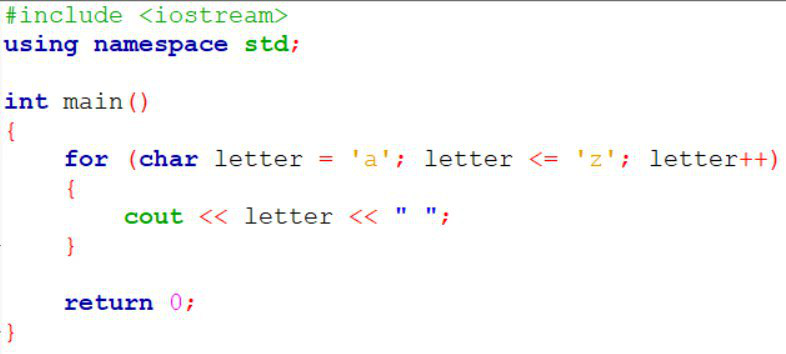 #include <iostream>
using namespace std;
int main()
{
for (char letter = 'a'; letter <= 'z'; letter++)
{
cout << letter << " ";
}
return 0;
}